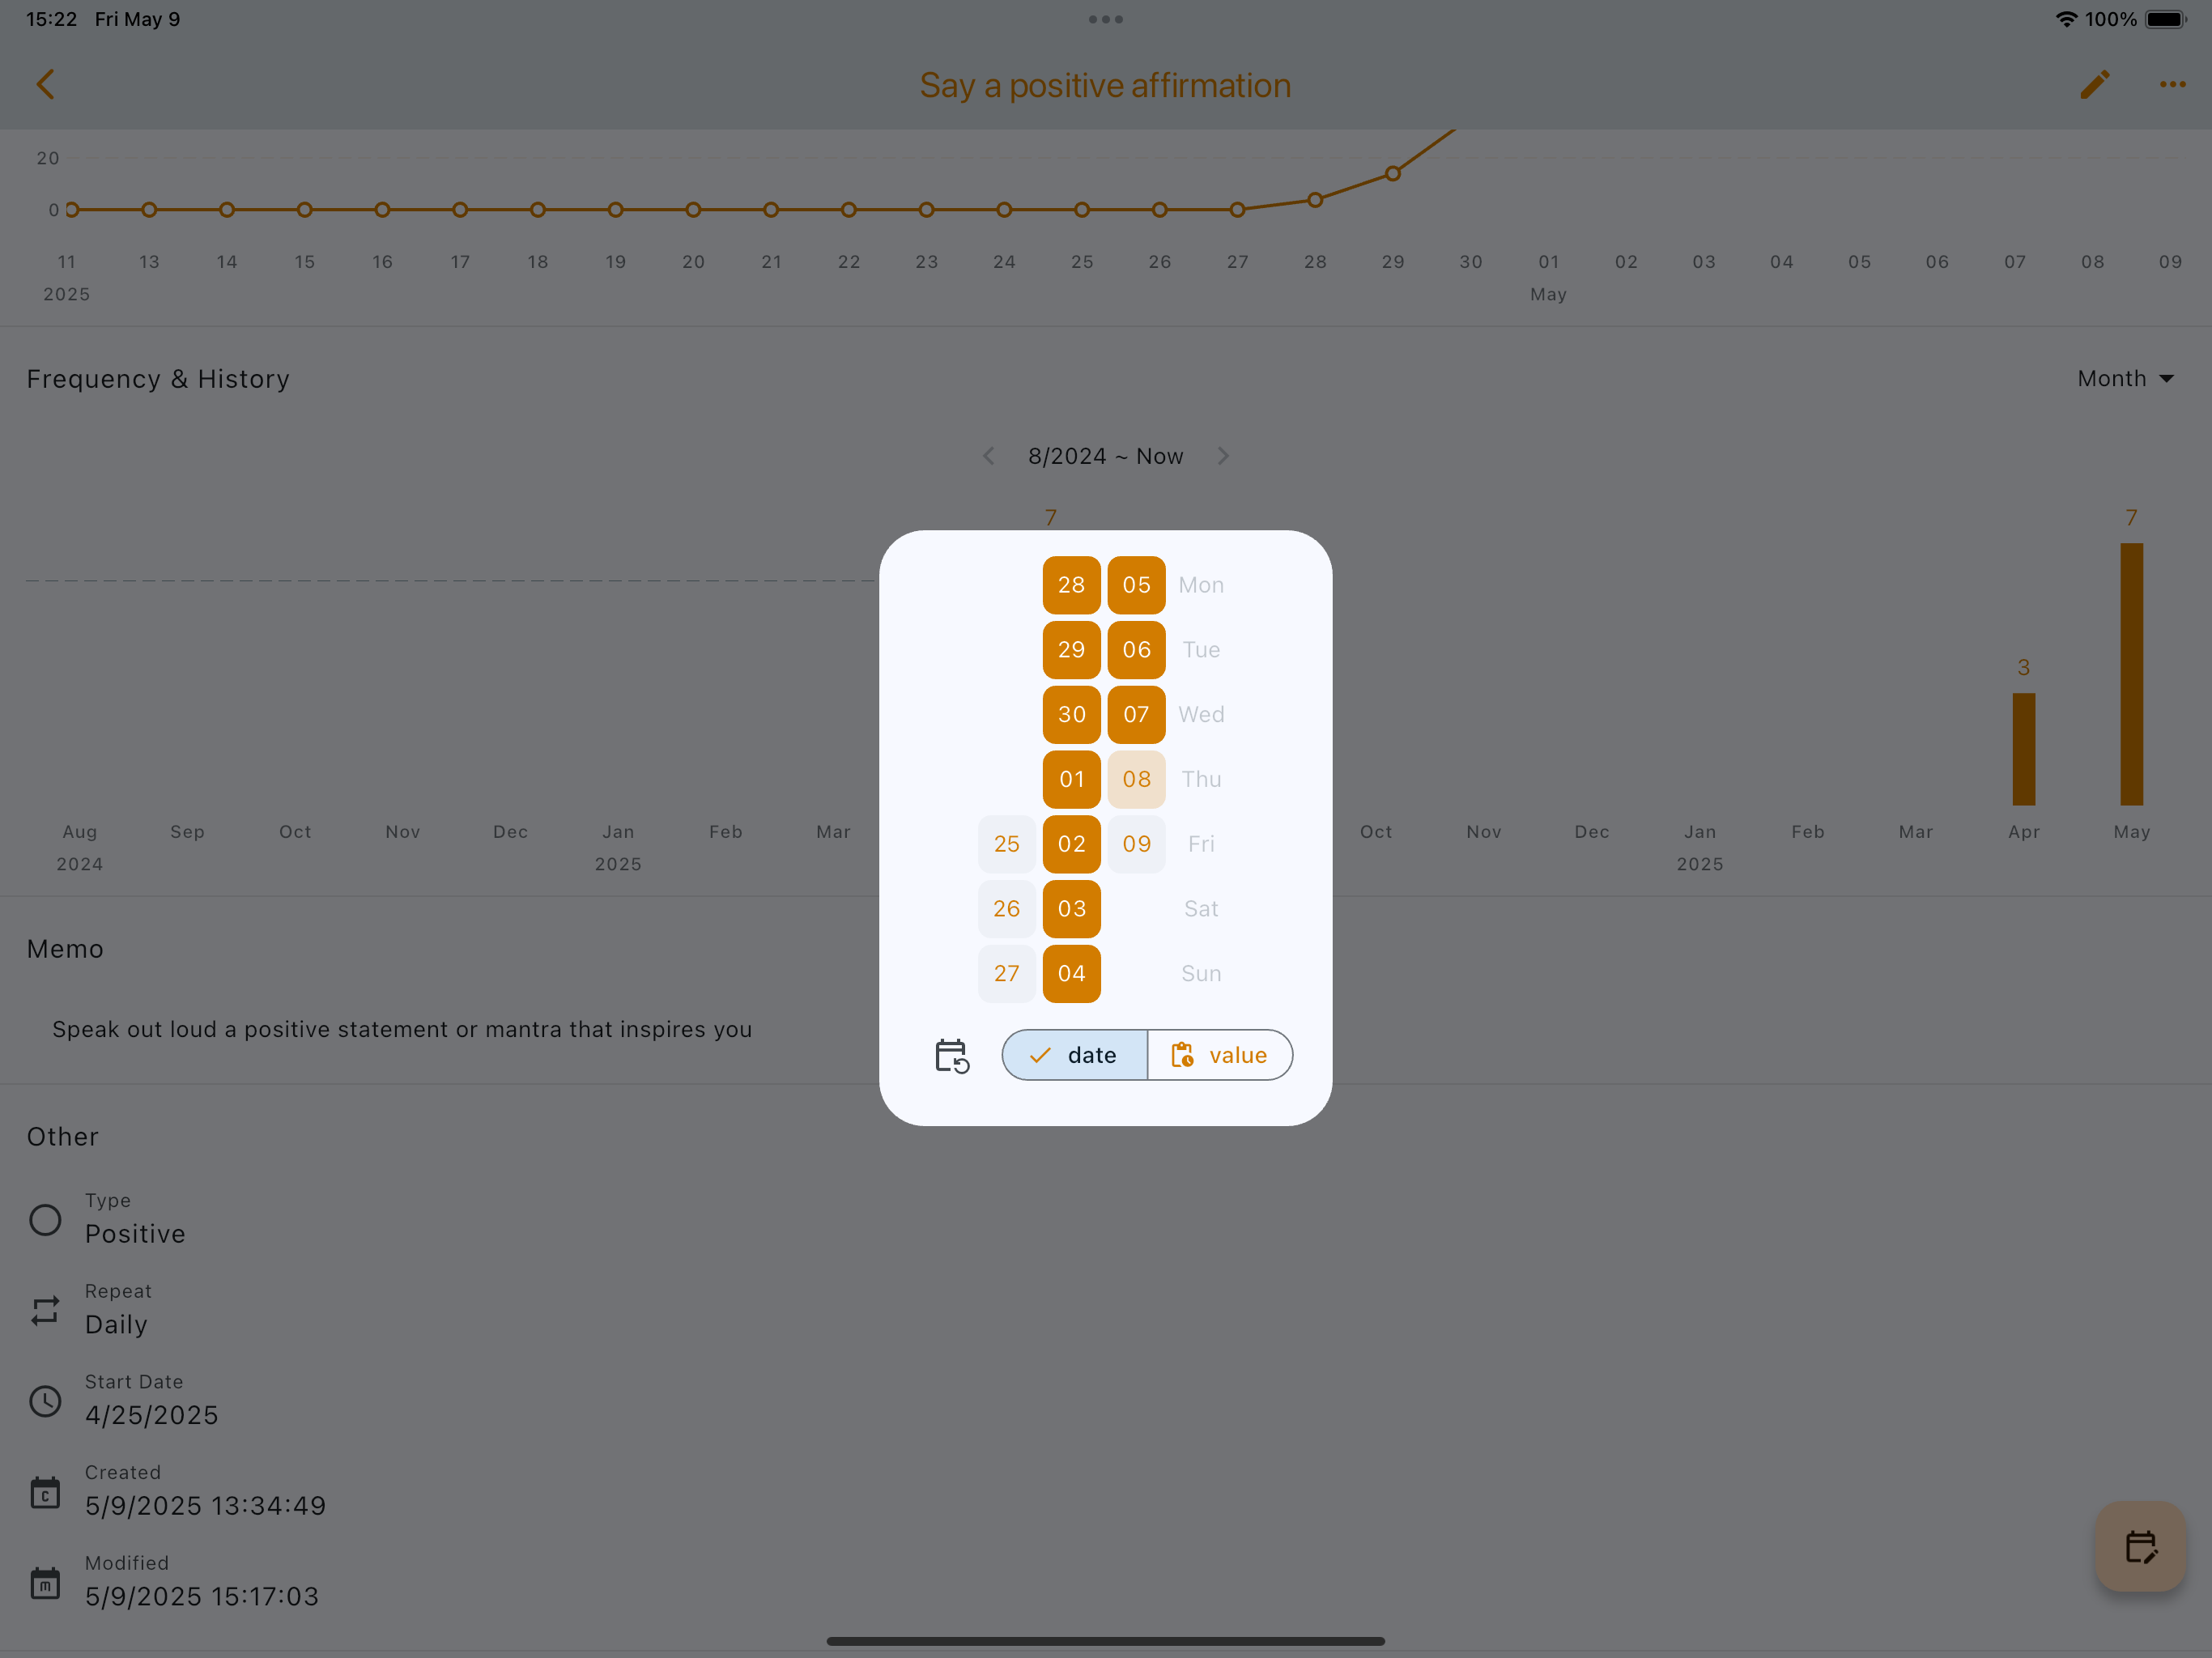 15:22 Fri May 9
100%
Say a positive affirmation
20
0
11 13 14 15 16 17 18 19 20 21 22 23 24 25 26 27 28 29 30 01 02 03 04 05 06 07 08 09
2025 May
Frequency & History
Month
8/2024 ~ Now
7 7
3
Aug Sep Oct Nov Dec Jan Feb Mar Oct Nov Dec Jan Feb Mar Apr May
2024 2025 2025
28 05 Mon
29 06 Tue
30 07 Wed
01 08 Thu
25 02 09 Fri
26 03 Sat
27 04 Sun
date value
Memo
Speak out loud a positive statement or mantra that inspires you
Other
Type
Positive
Repeat
Daily
Start Date
4/25/2025
C
Created
5/9/2025 13:34:49
m
Modified
5/9/2025 15:17:03